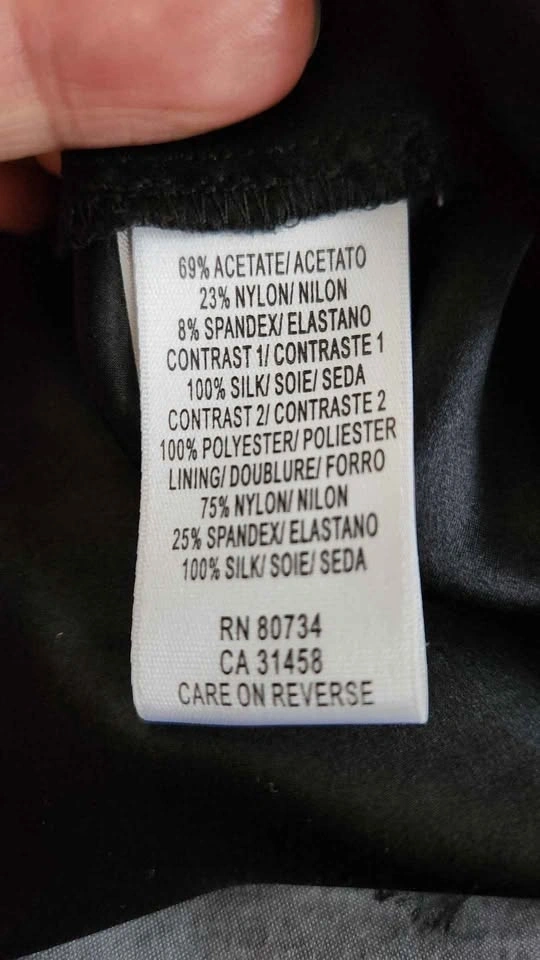 69% ACETATE/ ACETATO
23% NYLON/ NILON
8% SPANDEX/ ELASTANO
CONTRAST 1/ CONTRASTE 1
100% SILK/ SOIE/ SEDA
CONTRAST 2/ CONTRASTE 2
100% POLYESTER/ POLIESTER
LINING/ DOUBLURE/ FORRO
75% NYLON/ NILON
25% SPANDEX/ ELASTANO
100% SILK/ SOIE/ SEDA
RN 80734
CA 31458
CARE ON REVERSE